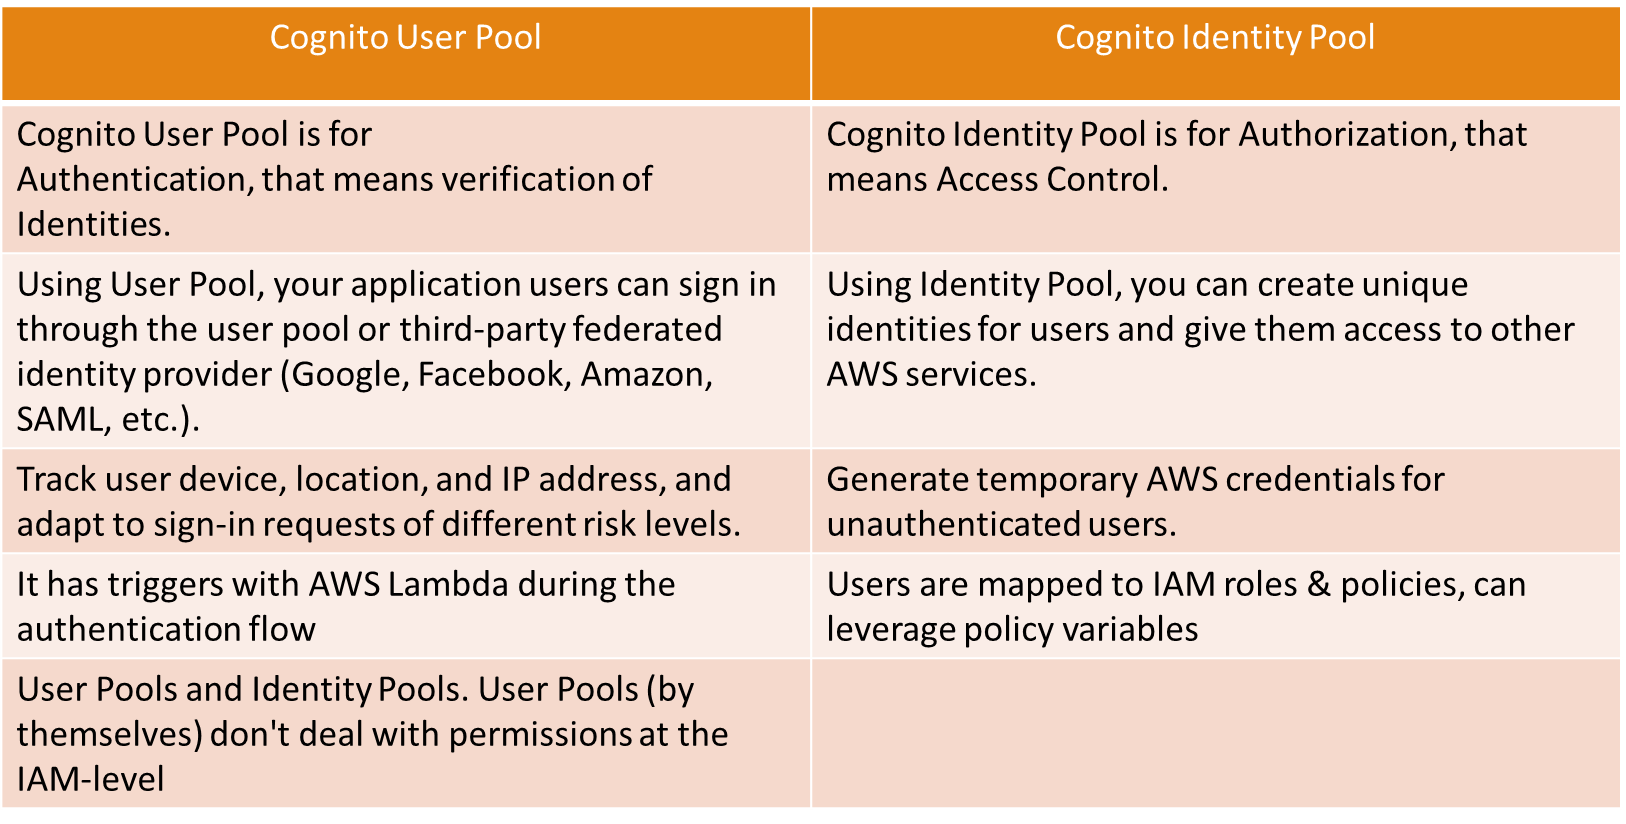 Cognito User Pool
Cognito Identity Pool
Cognito User Pool is for
Authentication, that means verification of
Identities.
Cognito Identity Pool is for Authorization, that
means Access Control.
Using User Pool, your application users can sign in
through the user pool or third-party federated
identity provider (Google, Facebook, Amazon,
SAML, etc.).
Using Identity Pool, you can create unique
identities for users and give them access to other
AWS services.
Track user device, location, and IP address, and
adapt to sign-in requests of different risk levels.
Generate temporary AWS credentials for
unauthenticated users.
It has triggers with AWS Lambda during the
authentication flow
Users are mapped to IAM roles & policies, can
leverage policy variables
User Pools and Identity Pools. User Pools (by
themselves) don't deal with permissions at the
IAM-level